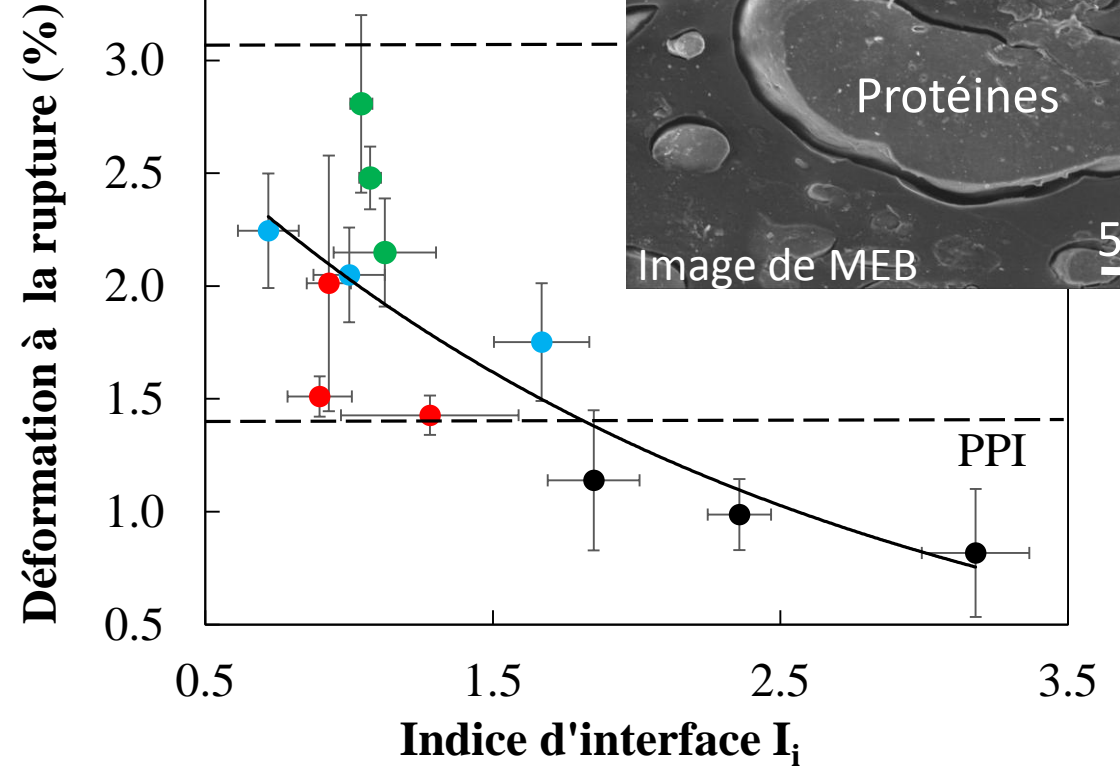 Déformation à la rupture (%)
3.0
2.5
2.0
1.5
1.0
0.5
Protéines
Image de MEB
5
PPI
0.5
1.5
2.5
3.5
Indice d'interface Ii